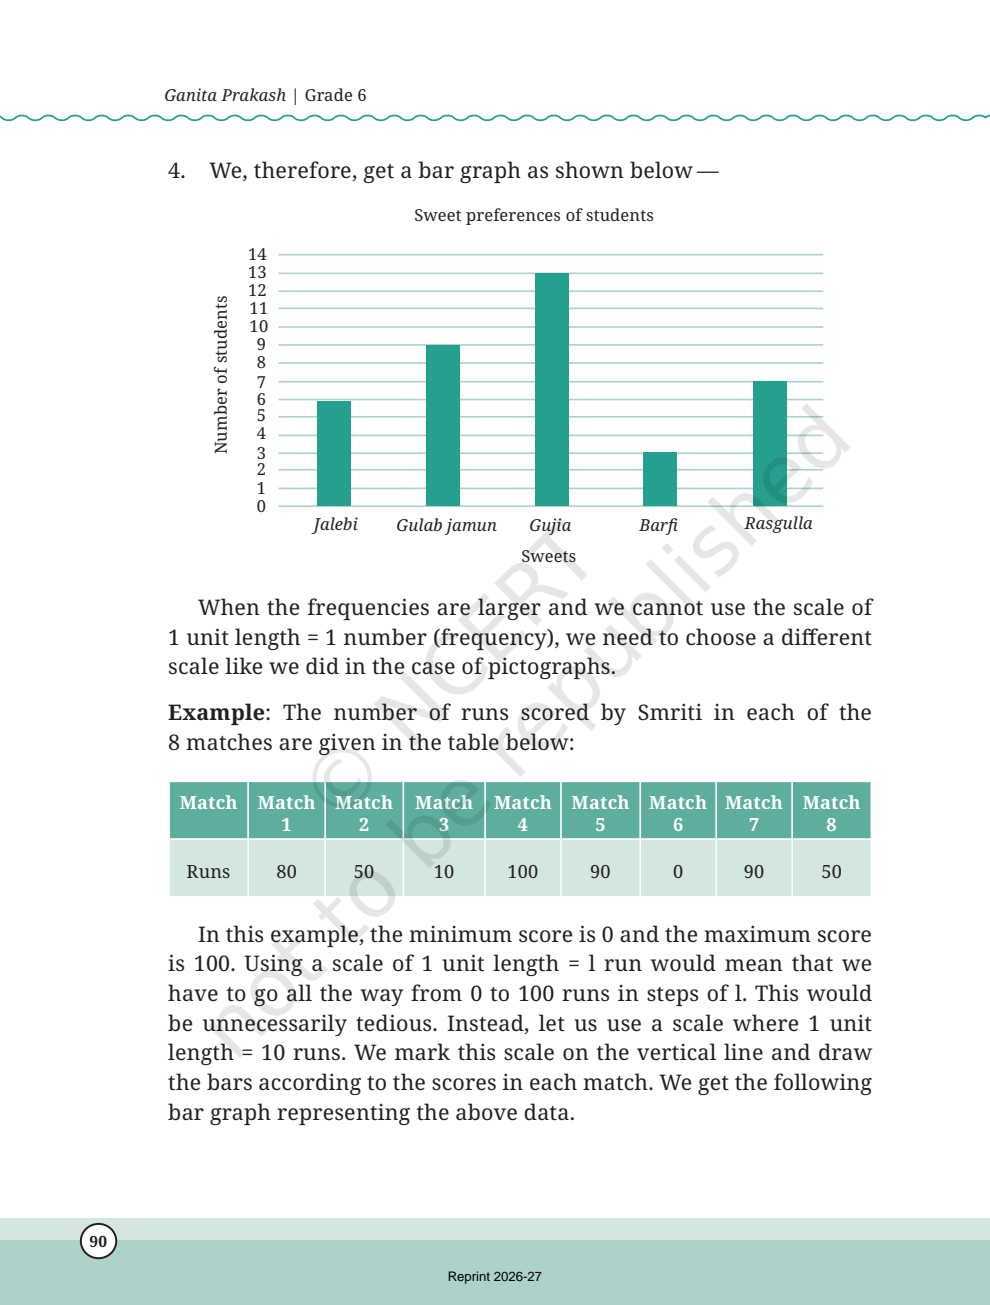 Ganita Prakash | Grade 6
4. We, therefore, get a bar graph as shown below —
Sweet preferences of students
Number of students
14
13
12
11
10
9
8
7
6
5
4
3
2
1
0
Jalebi Gulab jamun Gujia Barfi Rasgulla
Sweets
When the frequencies are larger and we cannot use the scale of
1 unit length = 1 number (frequency), we need to choose a different
scale like we did in the case of pictographs.
Example: The number of runs scored by Smriti in each of the
8 matches are given in the table below:
Match Match 1 Match 2 Match 3 Match 4 Match 5 Match 6 Match 7 Match 8
Runs 80 50 10 100 90 0 90 50
In this example, the minimum score is 0 and the maximum score
is 100. Using a scale of 1 unit length = l run would mean that we
have to go all the way from 0 to 100 runs in steps of l. This would
be unnecessarily tedious. Instead, let us use a scale where 1 unit
length = 10 runs. We mark this scale on the vertical line and draw
the bars according to the scores in each match. We get the following
bar graph representing the above data.
© NCERT
not to be republished
90
Reprint 2026-27